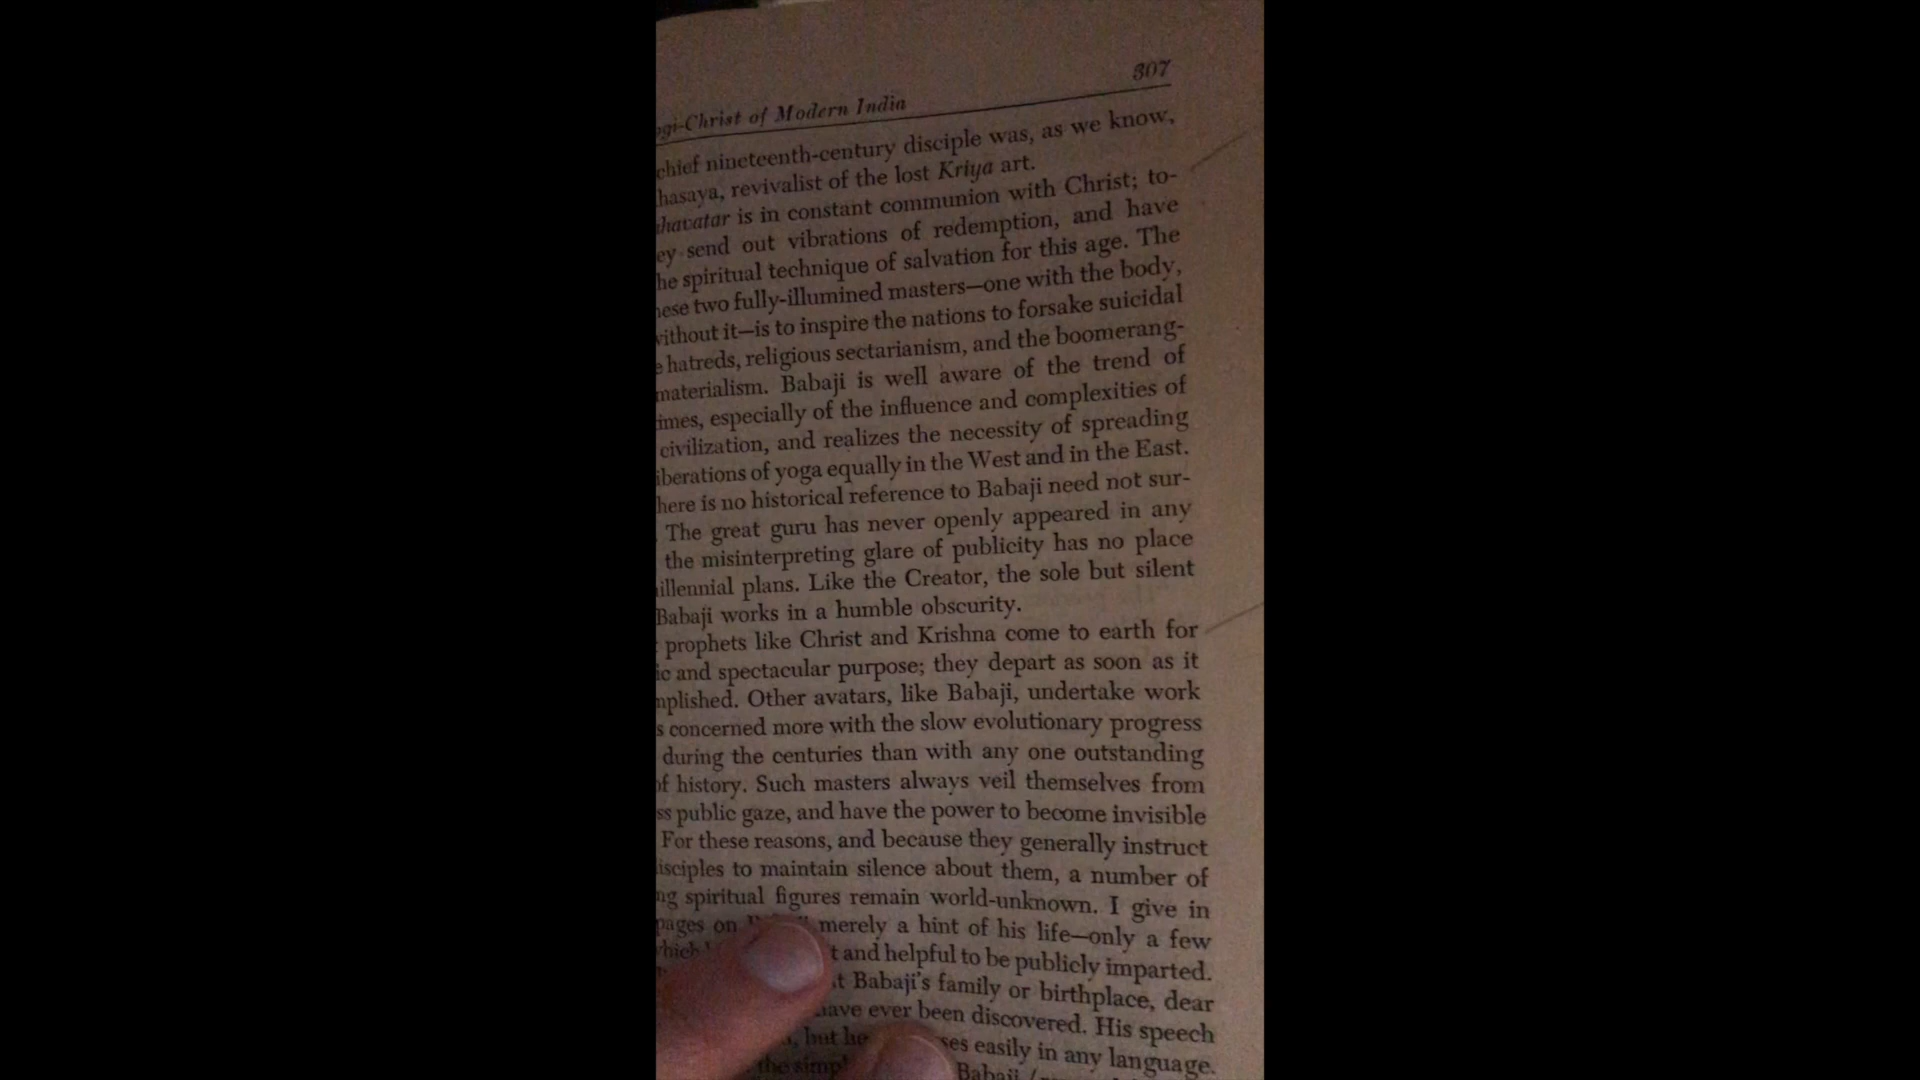 307
ogi-Christ of Modern India
chief nineteenth-century disciple was, as we know,
hasaya, revivalist of the lost Kriya art.
havatar is in constant communion with Christ; to-
ey send out vibrations of redemption, and have
he spiritual technique of salvation for this age. The
hese two fully-illumined masters—one with the body,
vithout it—is to inspire the nations to forsake suicidal
e hatreds, religious sectarianism, and the boomerang-
materialism. Babaji is well aware of the trend of
imes, especially of the influence and complexities of
civilization, and realizes the necessity of spreading
iberations of yoga equally in the West and in the East.
here is no historical reference to Babaji need not sur-
The great guru has never openly appeared in any
the misinterpreting glare of publicity has no place
illennial plans. Like the Creator, the sole but silent
Babaji works in a humble obscurity.
prophets like Christ and Krishna come to earth for
ic and spectacular purpose; they depart as soon as it
mplished. Other avatars, like Babaji, undertake work
s concerned more with the slow evolutionary progress
during the centuries than with any one outstanding
of history. Such masters always veil themselves from
ss public gaze, and have the power to become invisible
For these reasons, and because they generally instruct
isciples to maintain silence about them, a number of
ng spiritual figures remain world-unknown. I give in
pages on merely a hint of his life—only a few
which t and helpful to be publicly imparted.
t Babaji's family or birthplace, dear
have ever been discovered. His speech
, but he ses easily in any language.
the simpl Babaji